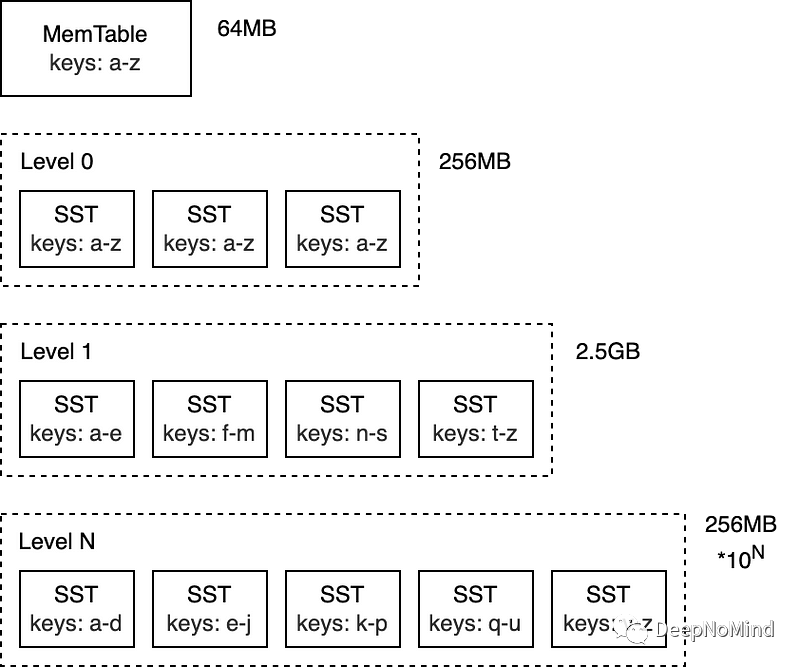 MemTable
keys: a-z
64MB
Level 0
256MB
SST
keys: a-z
SST
keys: a-z
SST
keys: a-z
Level 1
2.5GB
SST
keys: a-e
SST
keys: f-m
SST
keys: n-s
SST
keys: t-z
Level N
256MB
*10^N
SST
keys: a-d
SST
keys: e-j
SST
keys: k-p
SST
keys: q-u
SST
keys:
DeepNoMind